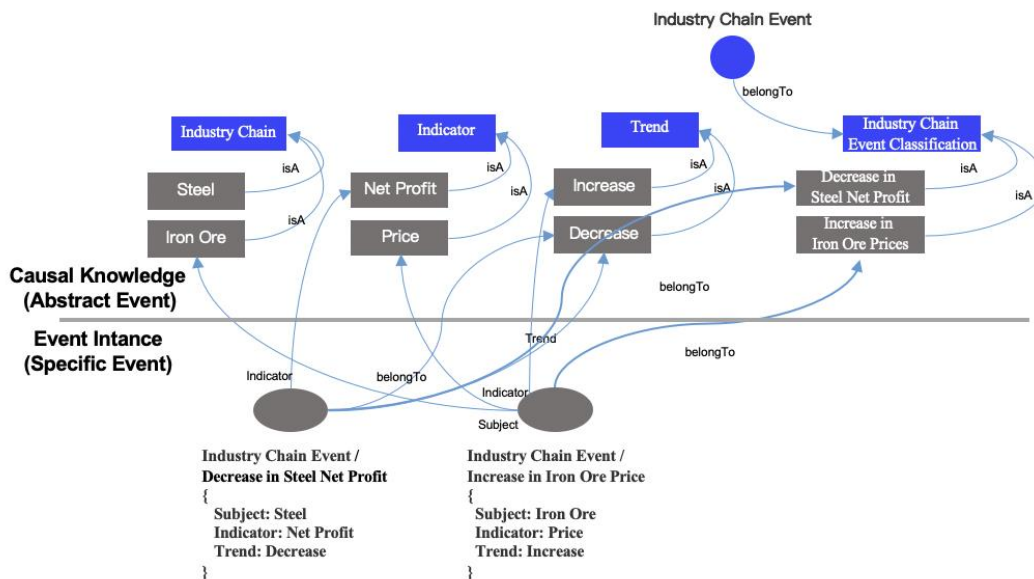 Industry Chain Event
belongTo
Industry Chain
Indicator
Trend
Industry Chain
Event Classification
isA
isA
isA
isA
Steel
Net Profit
Increase
Decrease in
Steel Net Profit
isA
isA
isA
isA
Iron Ore
Price
Decrease
Increase in
Iron Ore Prices
Causal Knowledge
(Abstract Event)
belongTo
Event Intance
(Specific Event)
Trend
belongTo
Indicator
belongTo
Indicator
Subject
Industry Chain Event /
Decrease in Steel Net Profit
{
Subject: Steel
Indicator: Net Profit
Trend: Decrease
}
Industry Chain Event /
Increase in Iron Ore Price
{
Subject: Iron Ore
Indicator: Price
Trend: Increase
}